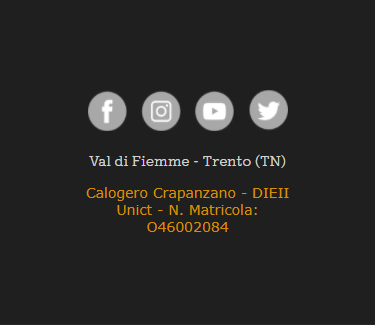 Val di Fiemme - Trento (TN)
Calogero Crapanzano - DIEII
Unict - N. Matricola:
O46002084